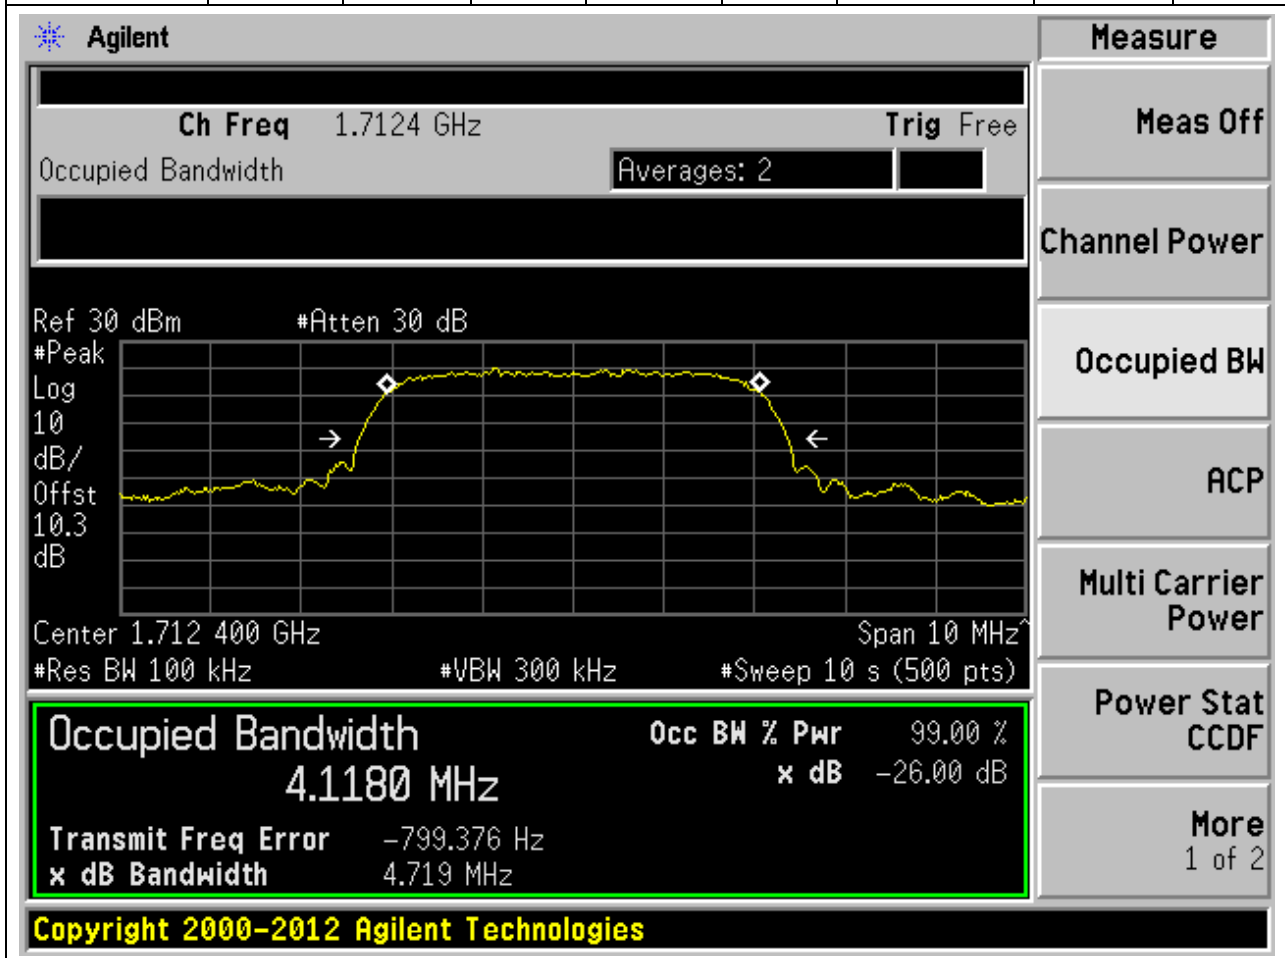 Agilent
Measure
Ch Freq 1.7124 GHz Trig Free
Occupied Bandwidth Averages: 2
Meas Off
Channel Power
Occupied BW
ACP
Multi Carrier
Power
Power Stat
CCDF
More
1 of 2
Ref 30 dBm #Atten 30 dB
#Peak
Log
10
dB/
Offst
10.3
dB
Center 1.712 400 GHz Span 10 MHz^
#Res BW 100 kHz #VBW 300 kHz #Sweep 10 s (500 pts)
Occupied Bandwidth Occ BW % Pwr 99.00 %
4.1180 MHz x dB -26.00 dB
Transmit Freq Error -799.376 Hz
x dB Bandwidth 4.719 MHz
Copyright 2000-2012 Agilent Technologies